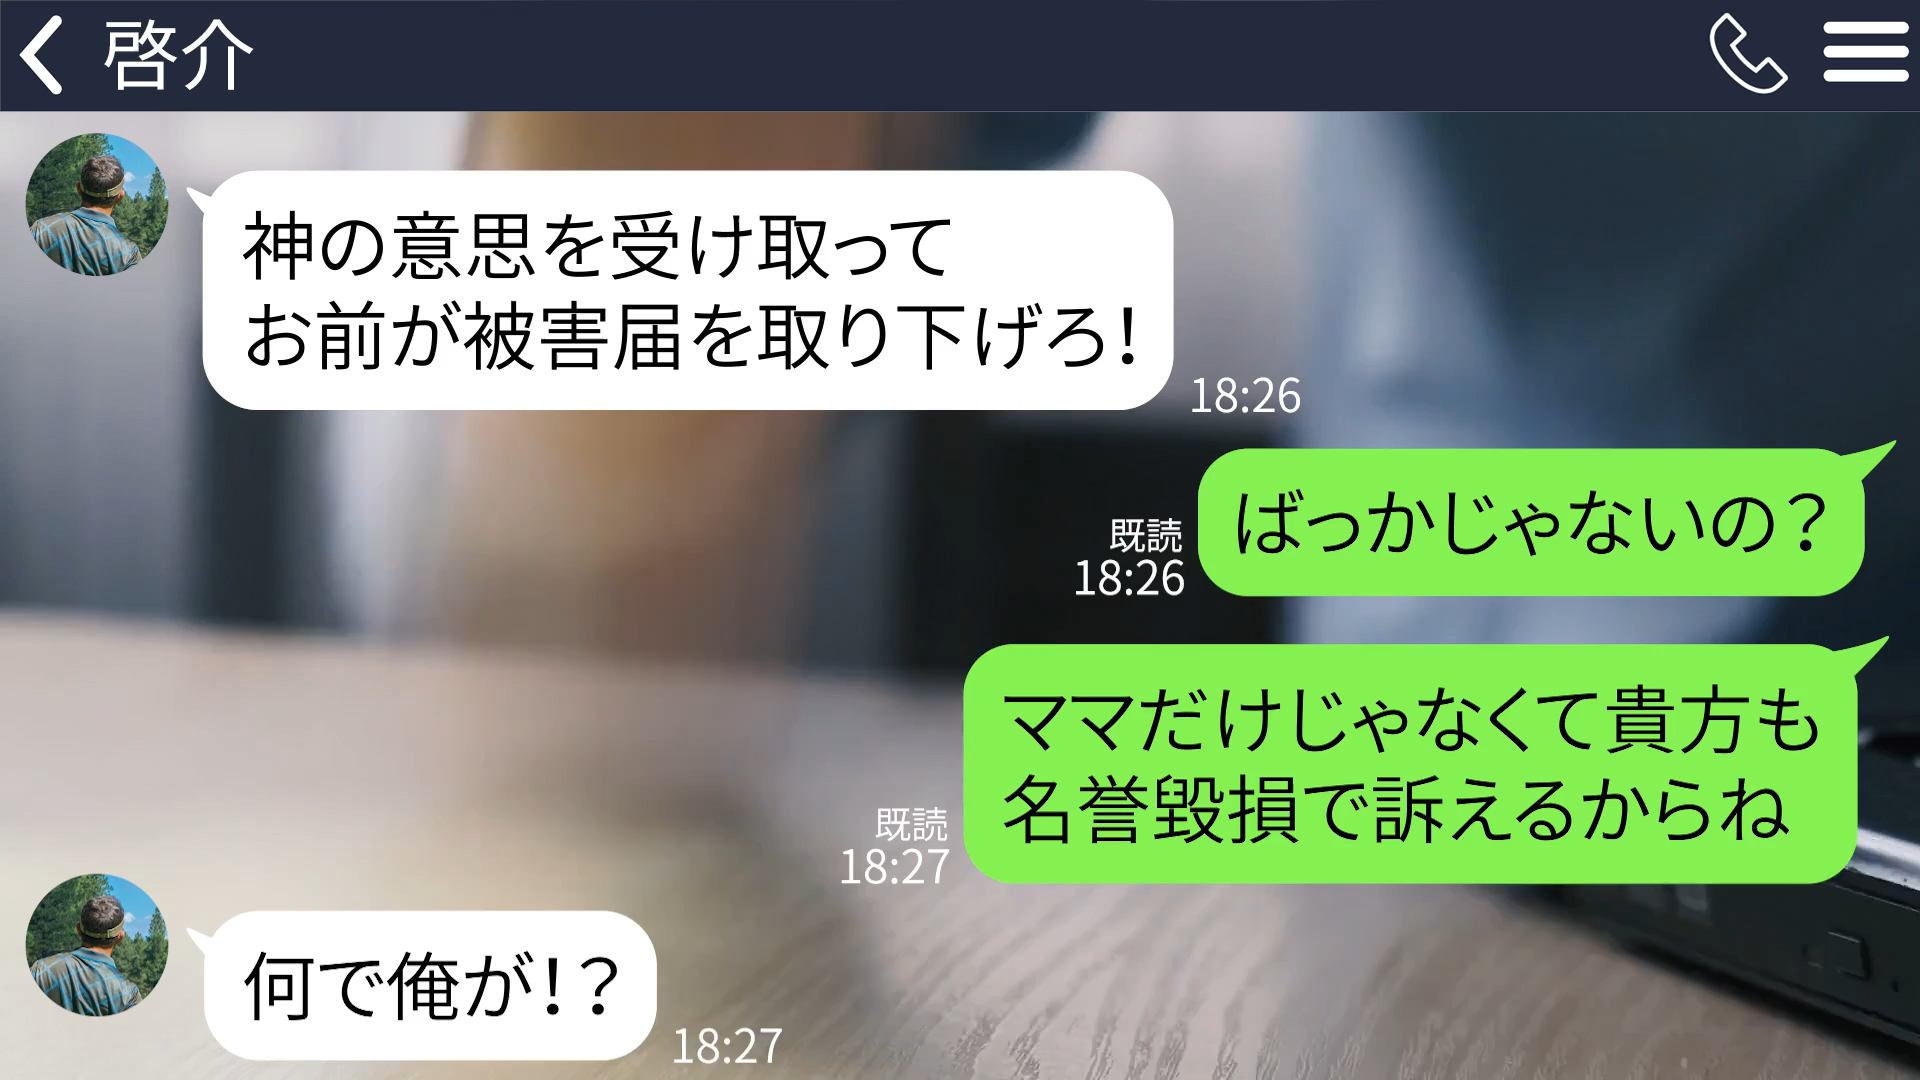 啓介
神の意思を受け取って
お前が被害届を取り下げろ！
18:26
ばっかじゃないの？
既読
18:26
ママだけじゃなくて貴方も
名誉毀損で訴えるからね
既読
18:27
何で俺が！？
18:27